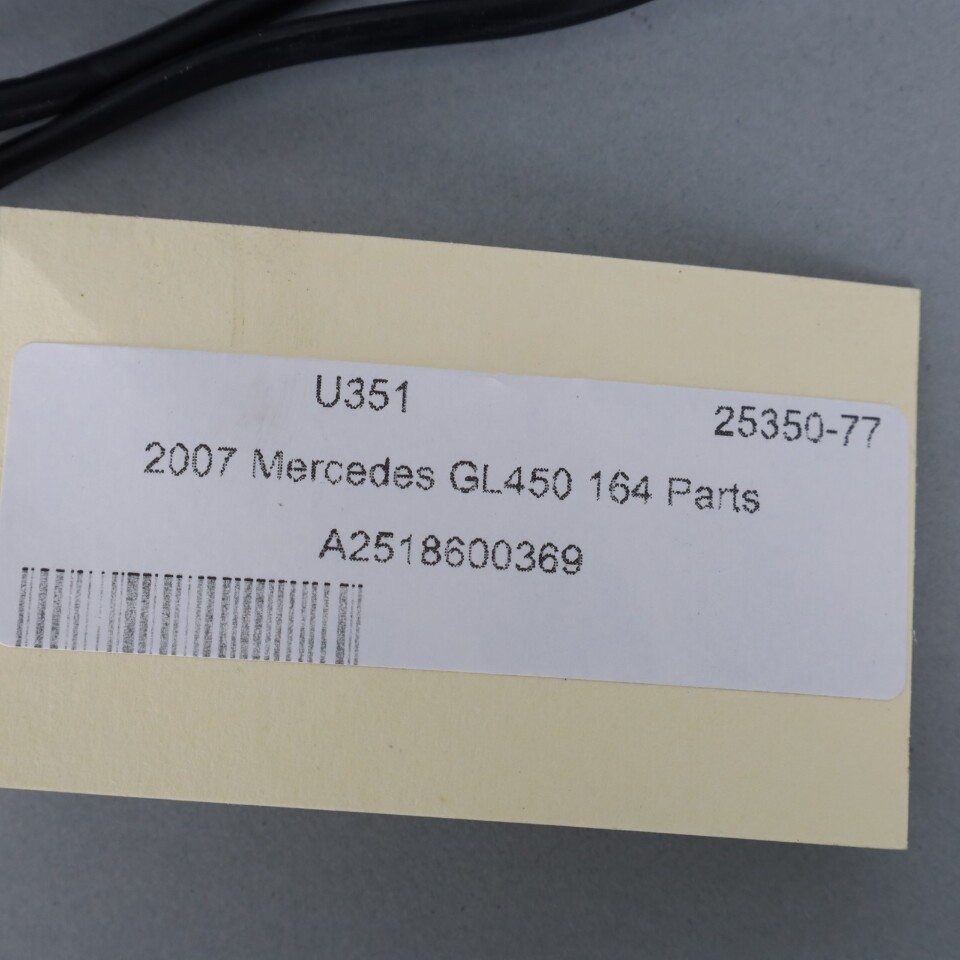 U351
25350-77
2007 Mercedes GL450 164 Parts
A2518600369